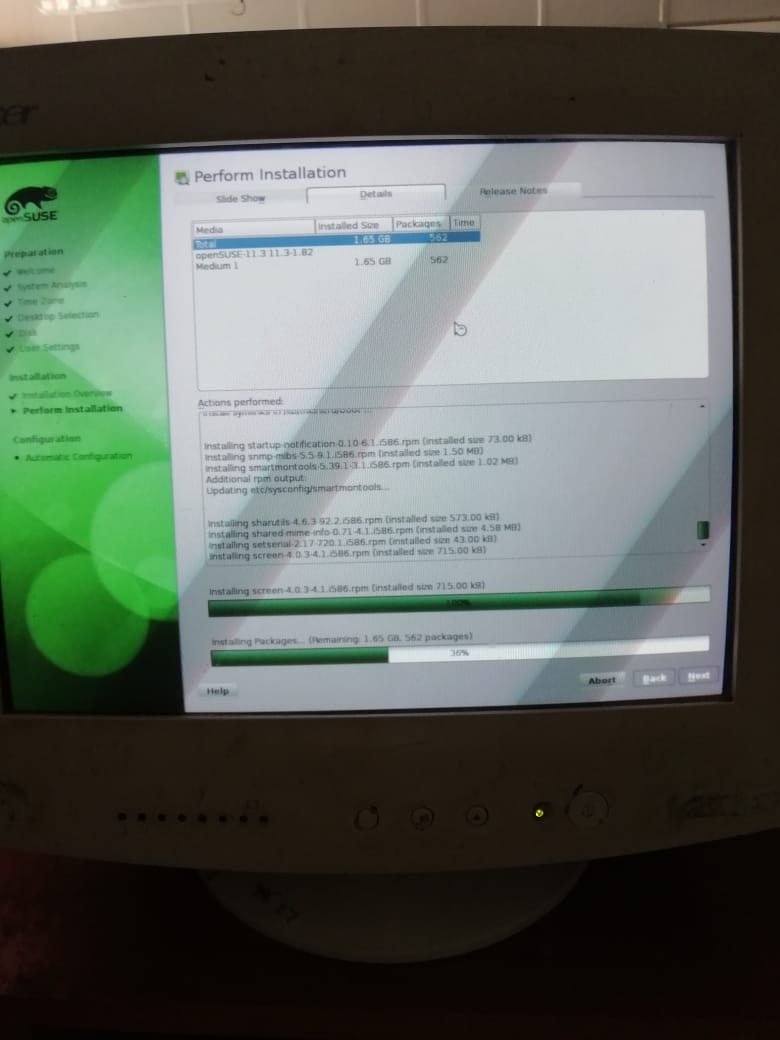 openSUSE
Preparation
Welcome
System Analysis
Time Zone
Desktop Selection
Disk
User Settings
Installation
Installation Overview
Perform Installation
Configuration
Automatic Configuration
Perform Installation
Slide Show
Details
Release Notes
Media Installed Size Packages Time
Total 1.65 GB 562
openSUSE-11.3 11.3-1.82
Medium 1 1.65 GB 562
Actions performed:
Installing startup-notification-0.10-6.1.i586.rpm (installed size 73.00 kB)
Installing snmp-mibs-5.5-9.1.i586.rpm (installed size 1.50 MB)
Installing smartmontools-5.39.1-3.1.i586.rpm (installed size 1.02 MB)
Additional rpm output:
Updating etc/sysconfig/smartmontools...
Installing sharutils-4.6.3-92.2.i586.rpm (installed size 573.00 kB)
Installing shared-mime-info-0.71-4.1.i586.rpm (installed size 4.58 MB)
Installing setserial-2.17-720.1.i586.rpm (installed size 43.00 kB)
Installing screen-4.0.3-4.1.i586.rpm (installed size 715.00 kB)
Installing screen-4.0.3-4.1.i586.rpm (installed size 715.00 kB)
100%
Installing Packages... (Remaining: 1.65 GB, 562 packages)
36%
Help
Abort
Back
Next